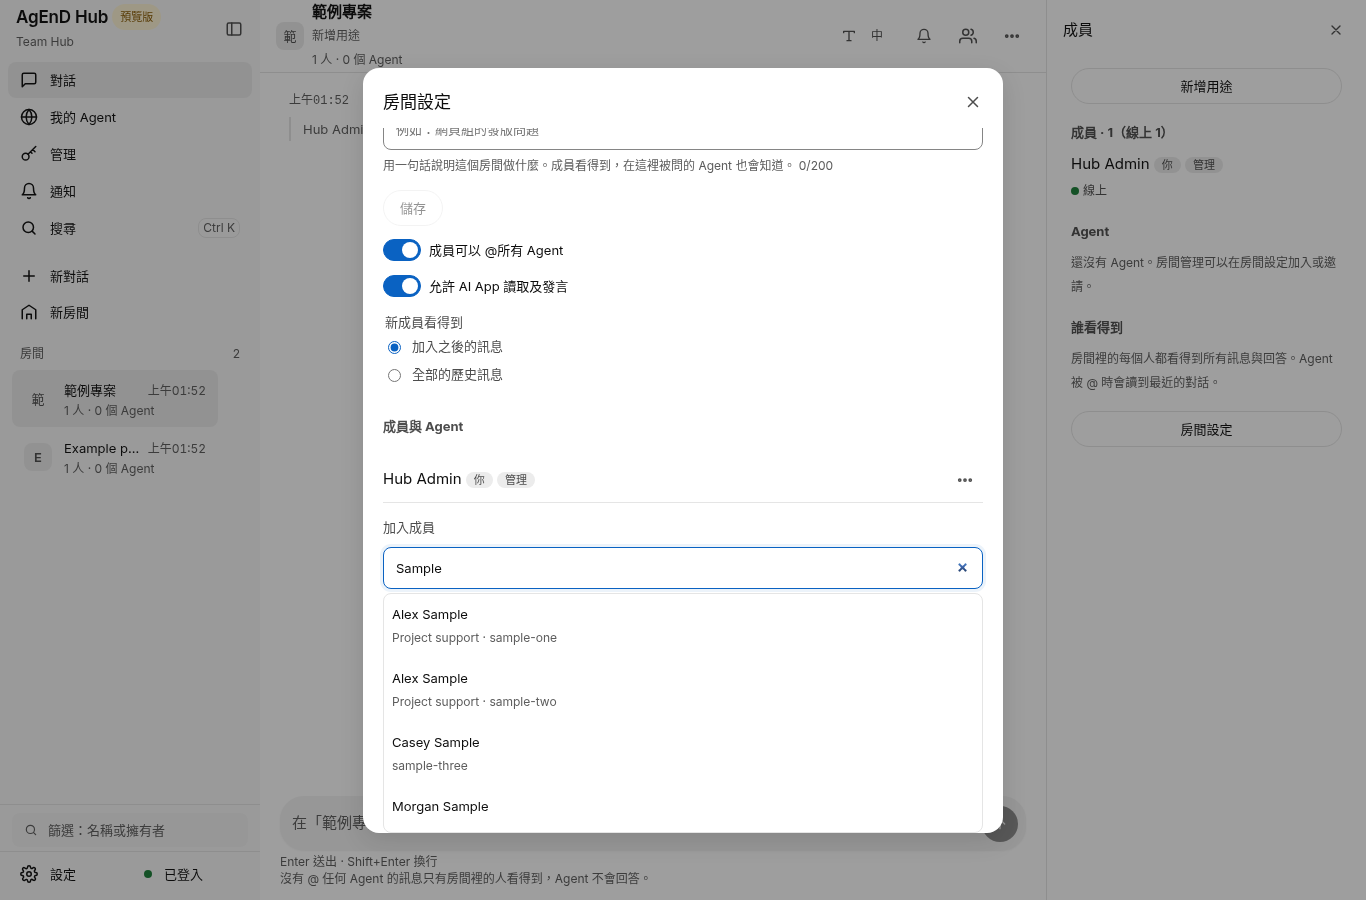 AgEnD Hub 預覽版
Team Hub
對話
我的 Agent
管理
通知
搜尋 Ctrl K
新對話
新房間
房間 2
範 範例專案 上午01:52
1 人 · 0 個 Agent
E Example p... 上午01:52
1 人 · 0 個 Agent
篩選：名稱或擁有者
設定 已登入
範 範例專案
新增用途
1 人 · 0 個 Agent
中
上午01:52
Hub Admi
在「範例專
Enter 送出 · Shift+Enter 換行
沒有 @ 任何 Agent 的訊息只有房間裡的人看得到，Agent 不會回答。
房間設定
例如：網頁組的發版問題
用一句話說明這個房間做什麼。成員看得到，在這裡被問的 Agent 也會知道。 0/200
儲存
成員可以 @所有 Agent
允許 AI App 讀取及發言
新成員看得到
加入之後的訊息
全部的歷史訊息
成員與 Agent
Hub Admin 你 管理
加入成員
Sample
Alex Sample
Project support · sample-one
Alex Sample
Project support · sample-two
Casey Sample
sample-three
Morgan Sample
成員
新增用途
成員 · 1（線上 1）
Hub Admin 你 管理
線上
Agent
還沒有 Agent。房間管理可以在房間設定加入或邀
請。
誰看得到
房間裡的每個人都看得到所有訊息與回答。Agent
被 @ 時會讀到最近的對話。
房間設定